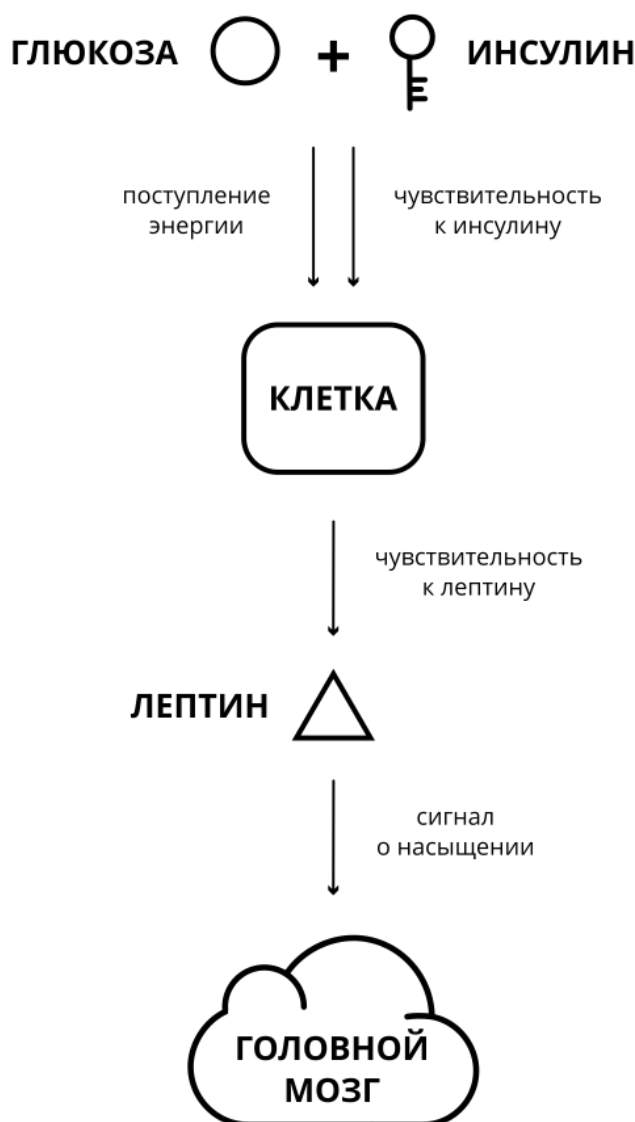 ГЛЮКОЗА + ИНСУЛИН
поступление
энергии
чувствительность
к инсулину
КЛЕТКА
чувствительность
к лептину
ЛЕПТИН
сигнал
о насыщении
ГОЛОВНОЙ
МОЗГ